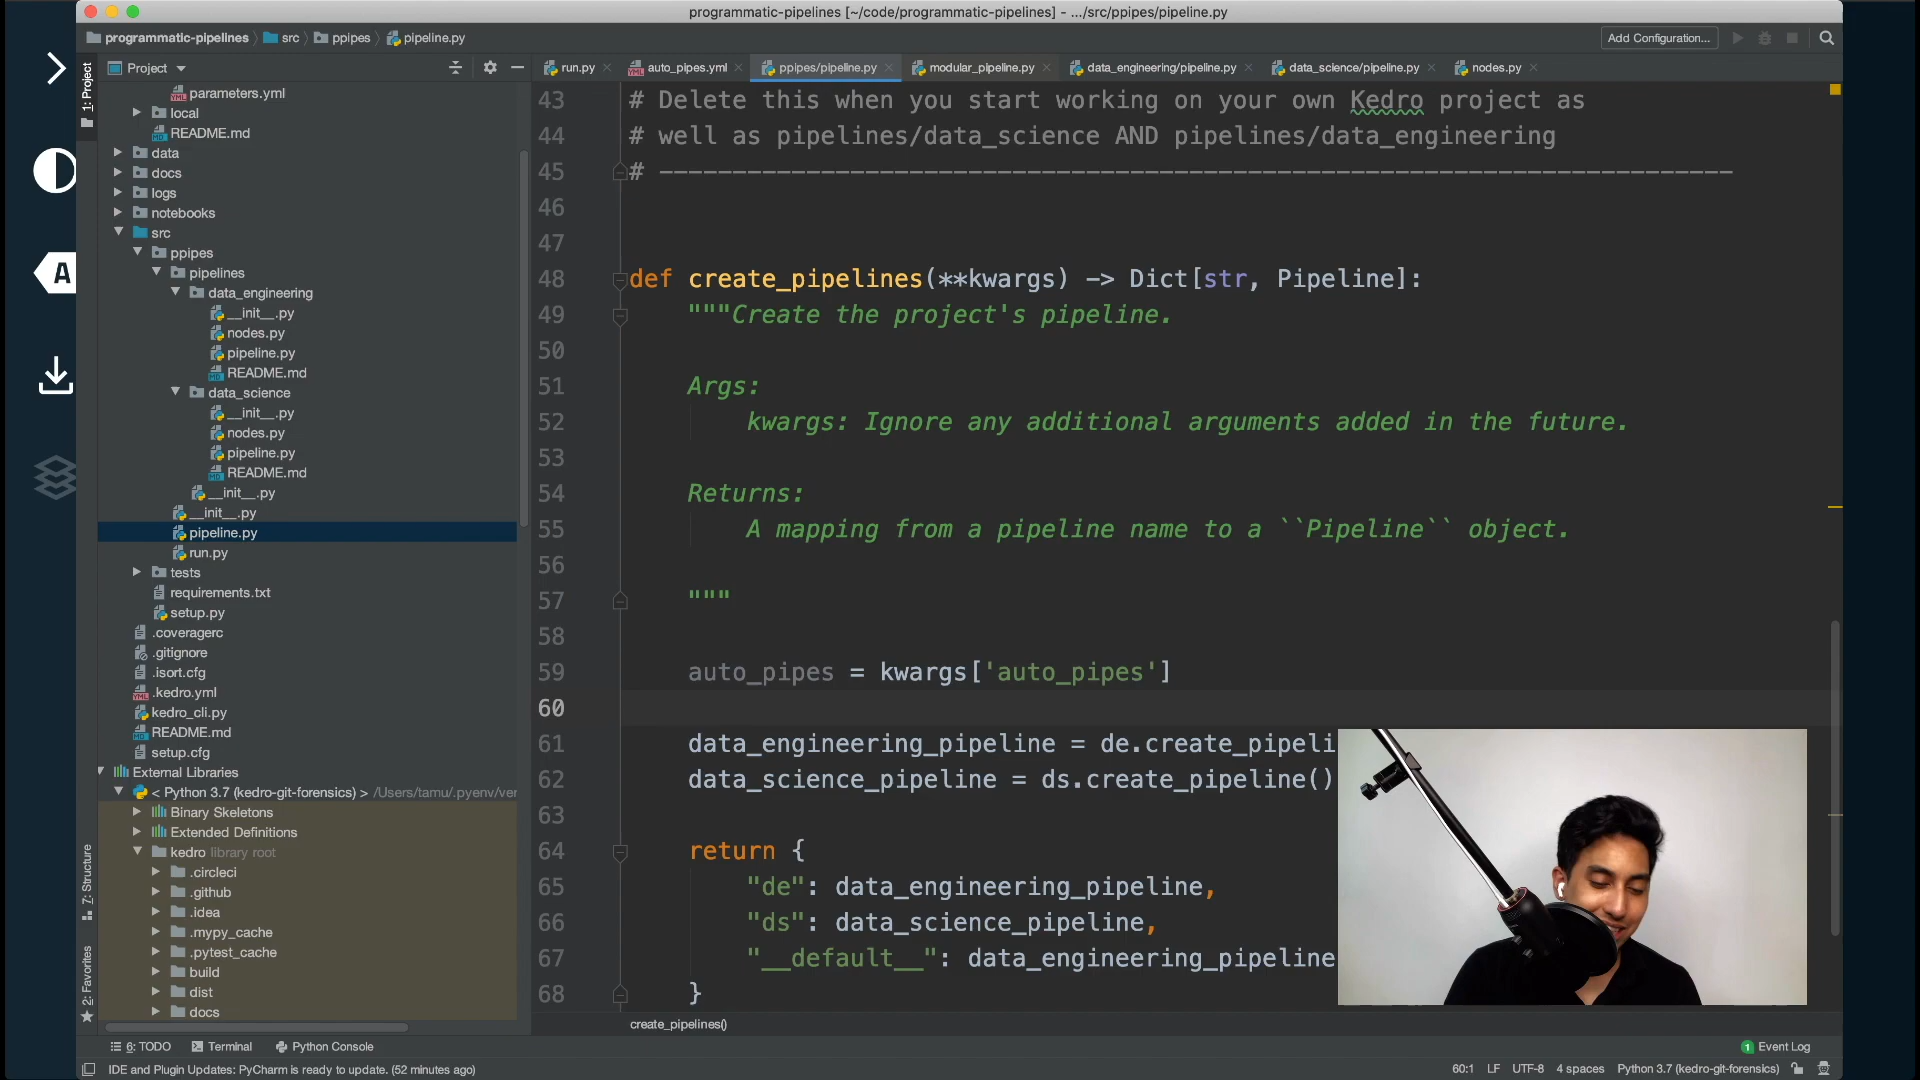 programmatic-pipelines [~/code/programmatic-pipelines] - .../src/ppipes/pipeline.py
programmatic-pipelines src ppipes pipeline.py Add Configuration...
1: Project
Project
run.py auto_pipes.yml ppipes/pipeline.py modular_pipeline.py data_engineering/pipeline.py data_science/pipeline.py nodes.py
A
parameters.yml
local
README.md
data
docs
logs
notebooks
src
ppipes
pipelines
data_engineering
__init__.py
nodes.py
pipeline.py
README.md
data_science
__init__.py
nodes.py
pipeline.py
README.md
__init__.py
__init__.py
pipeline.py
run.py
tests
requirements.txt
setup.py
.coveragerc
.gitignore
.isort.cfg
.kedro.yml
kedro_cli.py
README.md
setup.cfg
External Libraries
< Python 3.7 (kedro-git-forensics) > /Users/tamu/.pyenv/ver
Binary Skeletons
Extended Definitions
kedro library root
.circleci
.github
.idea
.mypy_cache
.pytest_cache
build
dist
docs
7: Structure
2: Favorites
43 # Delete this when you start working on your own Kedro project as
44 # well as pipelines/data_science AND pipelines/data_engineering
45 # -------------------------------------------------------------------------
46
47
48 def create_pipelines(**kwargs) -> Dict[str, Pipeline]:
49 """Create the project's pipeline.
50
51 Args:
52 kwargs: Ignore any additional arguments added in the future.
53
54 Returns:
55 A mapping from a pipeline name to a ``Pipeline`` object.
56
57 """
58
59 auto_pipes = kwargs['auto_pipes']
60
61 data_engineering_pipeline = de.create_pipeli
62 data_science_pipeline = ds.create_pipeline()
63
64 return {
65 "de": data_engineering_pipeline,
66 "ds": data_science_pipeline,
67 "__default__": data_engineering_pipeline
68 }
create_pipelines()
6: TODO Terminal Python Console 1 Event Log
IDE and Plugin Updates: PyCharm is ready to update. (52 minutes ago) 60:1 LF UTF-8 4 spaces Python 3.7 (kedro-git-forensics)